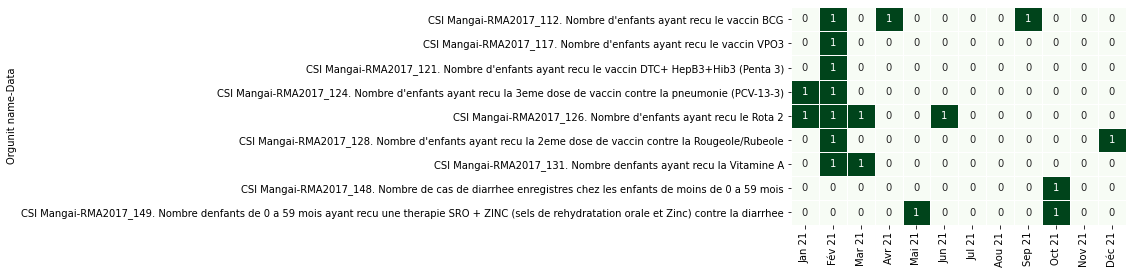 CSI Mangai-RMA2017_112. Nombre d'enfants ayant recu le vaccin BCG 0 1 0 1 0 0 0 0 1 0 0 0
CSI Mangai-RMA2017_117. Nombre d'enfants ayant recu le vaccin VPO3 0 1 0 0 0 0 0 0 0 0 0 0
CSI Mangai-RMA2017_121. Nombre d'enfants ayant recu le vaccin DTC+ HepB3+Hib3 (Penta 3) 0 1 0 0 0 0 0 0 0 0 0 0
CSI Mangai-RMA2017_124. Nombre d'enfants ayant recu la 3eme dose de vaccin contre la pneumonie (PCV-13-3) 1 1 0 0 0 0 0 0 0 0 0 0
CSI Mangai-RMA2017_126. Nombre d'enfants ayant recu le Rota 2 1 1 1 0 0 1 0 0 0 0 0 0
CSI Mangai-RMA2017_128. Nombre d'enfants ayant recu la 2eme dose de vaccin contre la Rougeole/Rubeole 0 1 0 0 0 0 0 0 0 0 0 1
CSI Mangai-RMA2017_131. Nombre denfants ayant recu la Vitamine A 0 1 1 0 0 0 0 0 0 0 0 0
CSI Mangai-RMA2017_148. Nombre de cas de diarrhee enregistres chez les enfants de moins de 0 a 59 mois 0 0 0 0 0 0 0 0 0 1 0 0
CSI Mangai-RMA2017_149. Nombre denfants de 0 a 59 mois ayant recu une therapie SRO + ZINC (sels de rehydratation orale et Zinc) contre la diarrhee 0 0 0 0 1 0 0 0 0 1 0 0
Orgunit name-Data
Jan 21 Fév 21 Mar 21 Avr 21 Mai 21 Jun 21 Jul 21 Aou 21 Sep 21 Oct 21 Nov 21 Déc 21